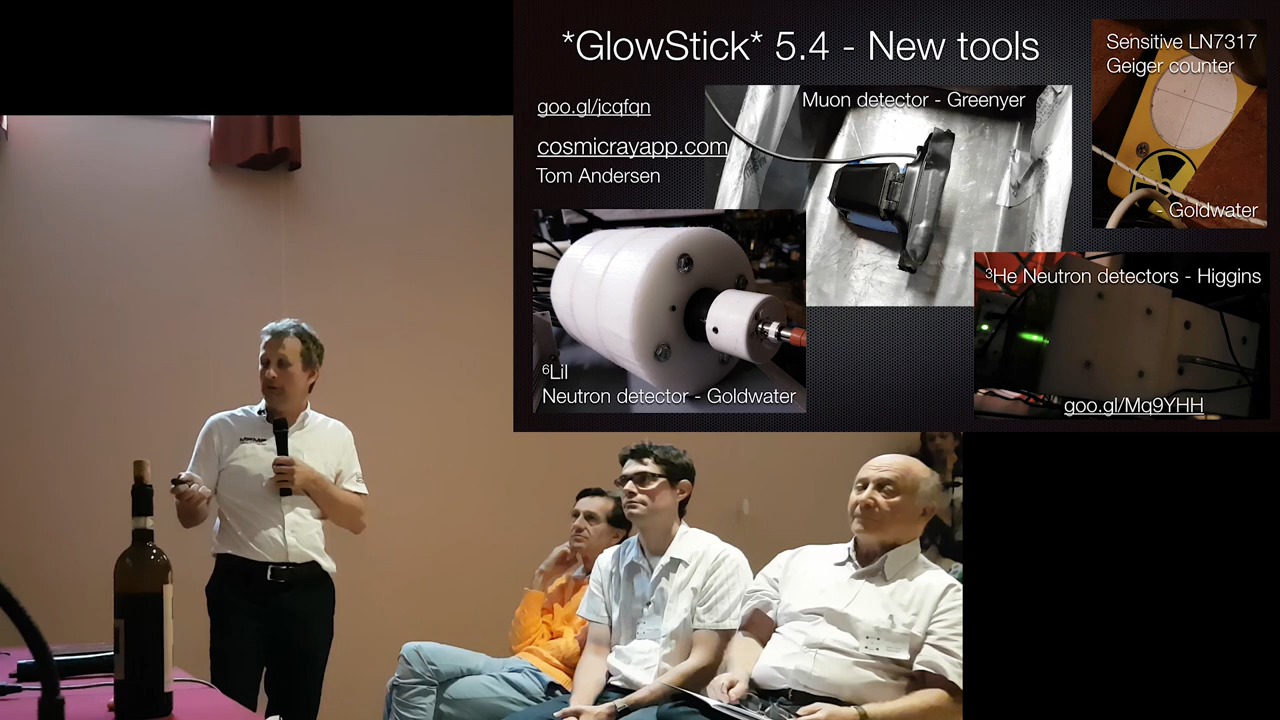 *GlowStick* 5.4 - New tools
goo.gl/jcqfqn
cosmicrayapp.com
Tom Andersen
Muon detector - Greenyer
Sensitive LN7317
Geiger counter
- Goldwater
⁶LiI
Neutron detector - Goldwater
³He Neutron detectors - Higgins
goo.gl/Mq9YHH